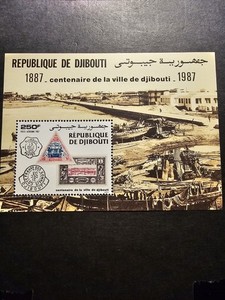 REPUBLIQUE DE DJIBOUTI جمهورية جيبوتي
1887 - centenaire de la ville de djibouti - 1987
250F
جمهورية جيبوتي
REPUBLIQUE
DE DJIBOUTI
centenaire de la ville de djibouti